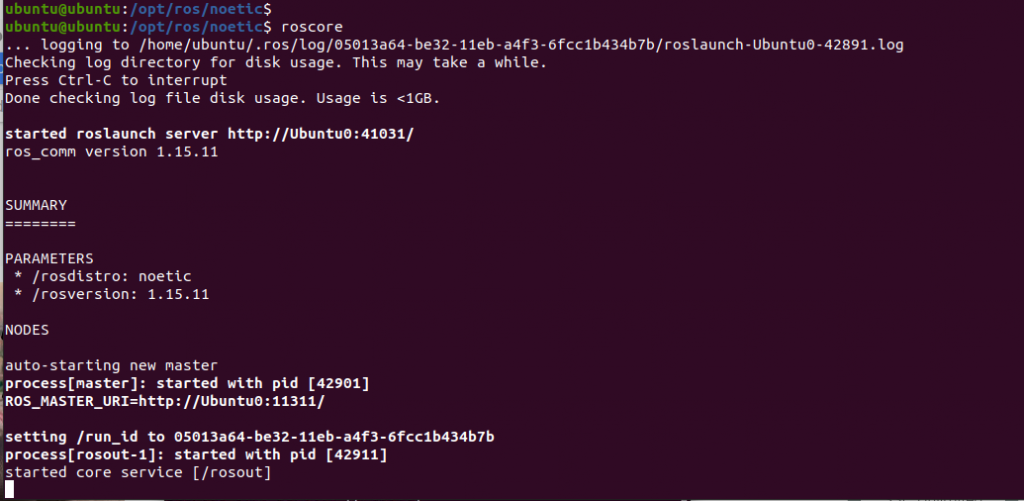 ubuntu@ubuntu:/opt/ros/noetic$
ubuntu@ubuntu:/opt/ros/noetic$ roscore
... logging to /home/ubuntu/.ros/log/05013a64-be32-11eb-a4f3-6fcc1b434b7b/roslaunch-Ubuntu0-42891.log
Checking log directory for disk usage. This may take a while.
Press Ctrl-C to interrupt
Done checking log file disk usage. Usage is <1GB.
started roslaunch server http://Ubuntu0:41031/
ros_comm version 1.15.11
SUMMARY
========
PARAMETERS
 * /rosdistro: noetic
 * /rosversion: 1.15.11
NODES
auto-starting new master
process[master]: started with pid [42901]
ROS_MASTER_URI=http://Ubuntu0:11311/
setting /run_id to 05013a64-be32-11eb-a4f3-6fcc1b434b7b
process[rosout-1]: started with pid [42911]
started core service [/rosout]